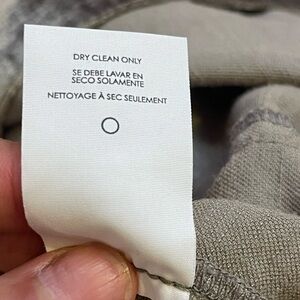 DRY CLEAN ONLY
SE DEBE LAVAR EN
SECO SOLAMENTE
NETTOYAGE À SEC SEULEMENT